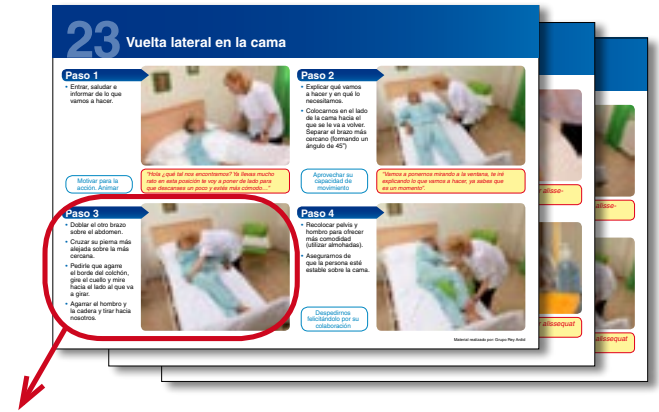 23 Vuelta lateral en la cama
Paso 1
• Entrar, saludar e
informar de lo que
vamos a hacer.
Motivar para la
acción. Animar
"Hola ¿qué tal nos encontramos? Ya llevas mucho
rato en esta posición te voy a poner de lado para
que descanses un poco y estés más cómodo…"
Paso 2
• Explicar qué vamos
a hacer y en qué lo
necesitamos.
• Colocarnos en el lado
de la cama hacia el
que se le va a volver.
Separar el brazo más
cercano (formando un
ángulo de 45°)
Aprovechar su
capacidad de
movimiento
"Vamos a ponernos mirando a la ventana, te iré
explicando lo que vamos a hacer, ya sabes que
es un momento".
Paso 3
• Doblar el otro brazo
sobre el abdomen.
• Cruzar su pierna más
alejada sobre la más
cercana.
• Pedirle que agarre
el borde del colchón,
gire el cuello y mire
hacia el lado al que va
a girar.
• Agarrar el hombro y
la cadera y tirar hacia
nosotros.
Paso 4
• Recolocar pelvis y
hombro para ofrecer
más comodidad
(utilizar almohadas).
• Asegurarnos de
que la persona esté
estable sobre la cama.
Despedirnos
felicitándolo por su
colaboración
Material realizado por: Grupo Rey Ardid
alisse-
alisse-
alissequat
alissequat